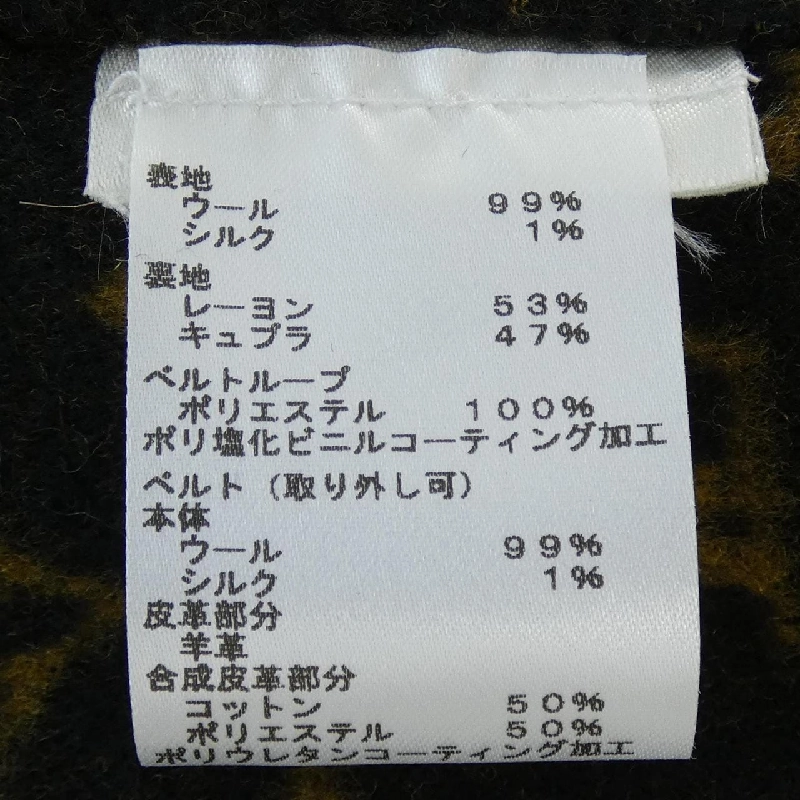 表地
ウール 99%
シルク 1%
裏地
レーヨン 53%
キュプラ 47%
ベルトループ
ポリエステル 100%
ポリ塩化ビニルコーティング加工
ベルト（取り外し可）
本体
ウール 99%
シルク 1%
皮革部分
羊革
合成皮革部分
コットン 50%
ポリエステル 50%
ポリウレタンコーティング加工